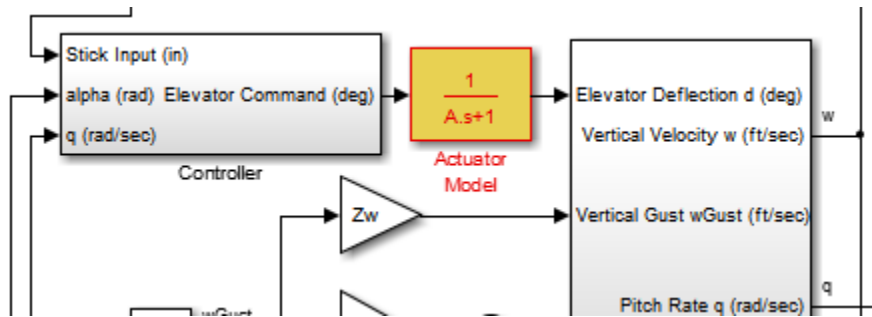 Stick Input (in)
alpha (rad) Elevator Command (deg)
q (rad/sec)
Controller
1
A.s+1
Actuator
Model
Elevator Deflection d (deg)
Vertical Velocity w (ft/sec)
w
Zw
Vertical Gust wGust (ft/sec)
Pitch Rate q (rad/sec)
q
wGust